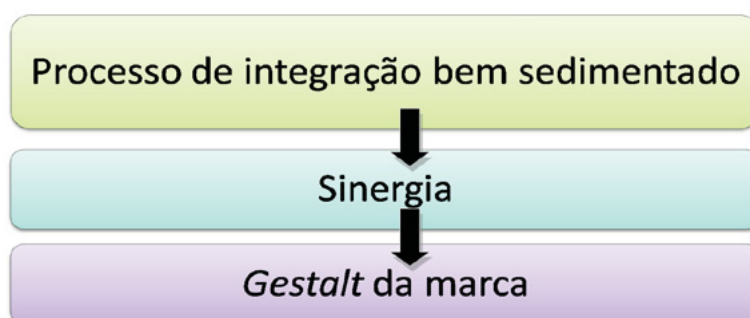 Processo de integração bem sedimentado
Sinergia
Gestalt da marca